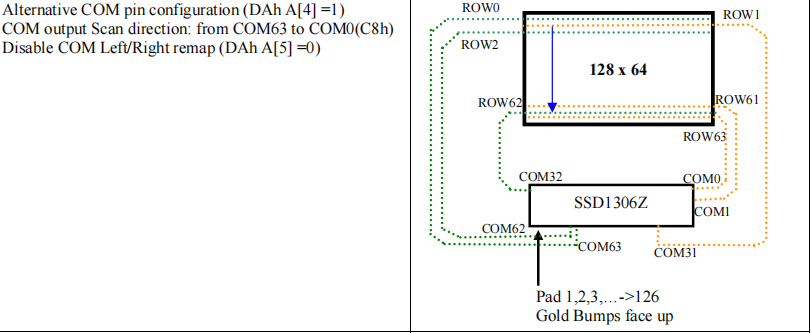 Alternative COM pin configuration (DAh A[4] =1)
COM output Scan direction: from COM63 to COM0(C8h)
Disable COM Left/Right remap (DAh A[5] =0)
ROW0
ROW1
ROW2
128 x 64
ROW62
ROW61
ROW63
COM32
COM0
SSD1306Z
COM1
COM62
COM63
COM31
Pad 1,2,3,…->126
Gold Bumps face up